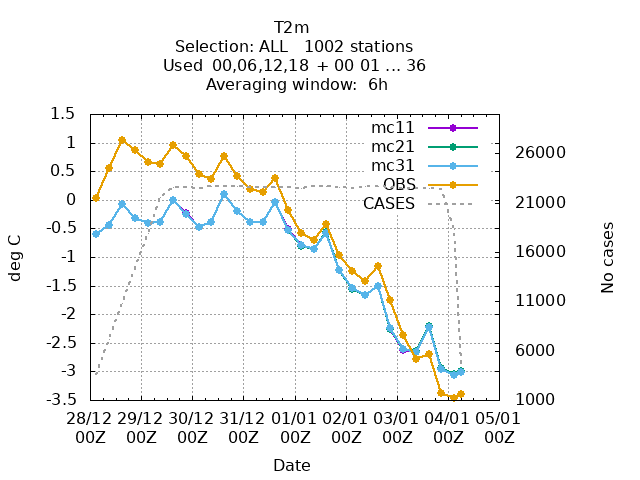 T2m
Selection: ALL   1002 stations
Used  00,06,12,18  + 00 01 ... 36
Averaging window:  6h
mc11
mc21
mc31
OBS
CASES
1.5
1
0.5
0
-0.5
-1
-1.5
-2
-2.5
-3
-3.5
deg C
26000
21000
16000
11000
6000
1000
No cases
28/12 29/12 30/12 31/12 01/01 02/01 03/01 04/01 05/01
00Z 00Z 00Z 00Z 00Z 00Z 00Z 00Z 00Z
Date